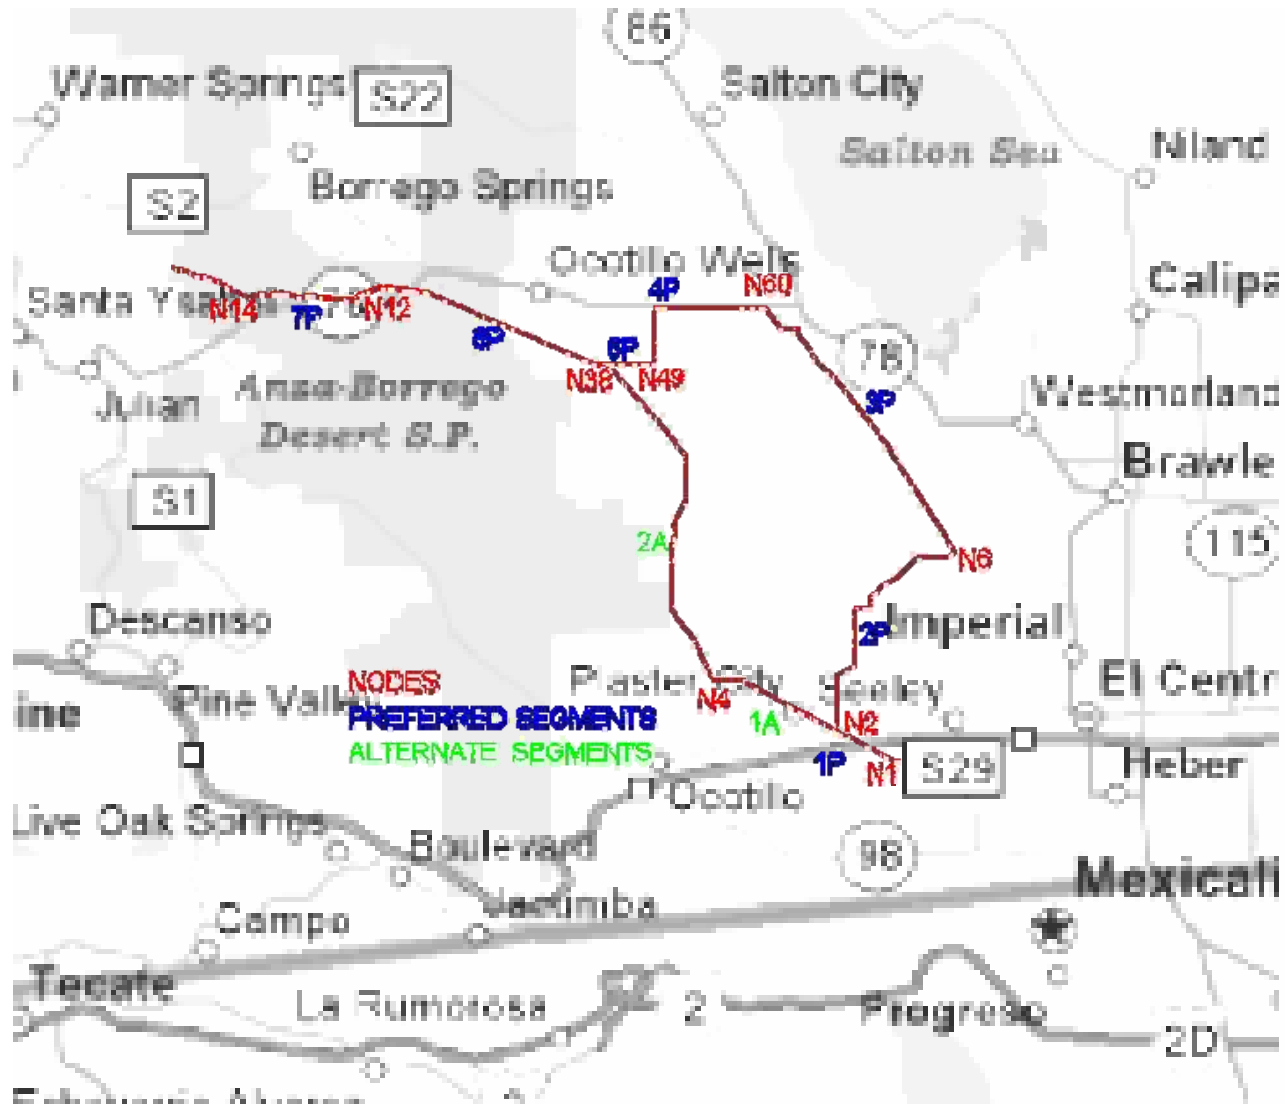 86
Warner Springs
S22
Salton City
Salton Sea
Niland
Borrego Springs
S2
Ocotillo Wells
4P
N60
Calipa
Santa Ysabel
N14
7P
78
N12
6P
78
N38
N49
Westmorland
Anza-Borrego
Desert S.P.
Julian
3P
Brawle
S1
2A
115
N6
Descanso
2P
Imperial
NODES
Plaster City
Seeley
El Centr
ine
Pine Valley
PREFERRED SEGMENTS
N4
1A
N2
ALTERNATE SEGMENTS
1P
N1
S29
Heber
Ocotillo
Live Oak Springs
Boulevard
98
Mexicali
Campo
Jacumba
Tecate
La Rumorosa
2
Progreso
2D